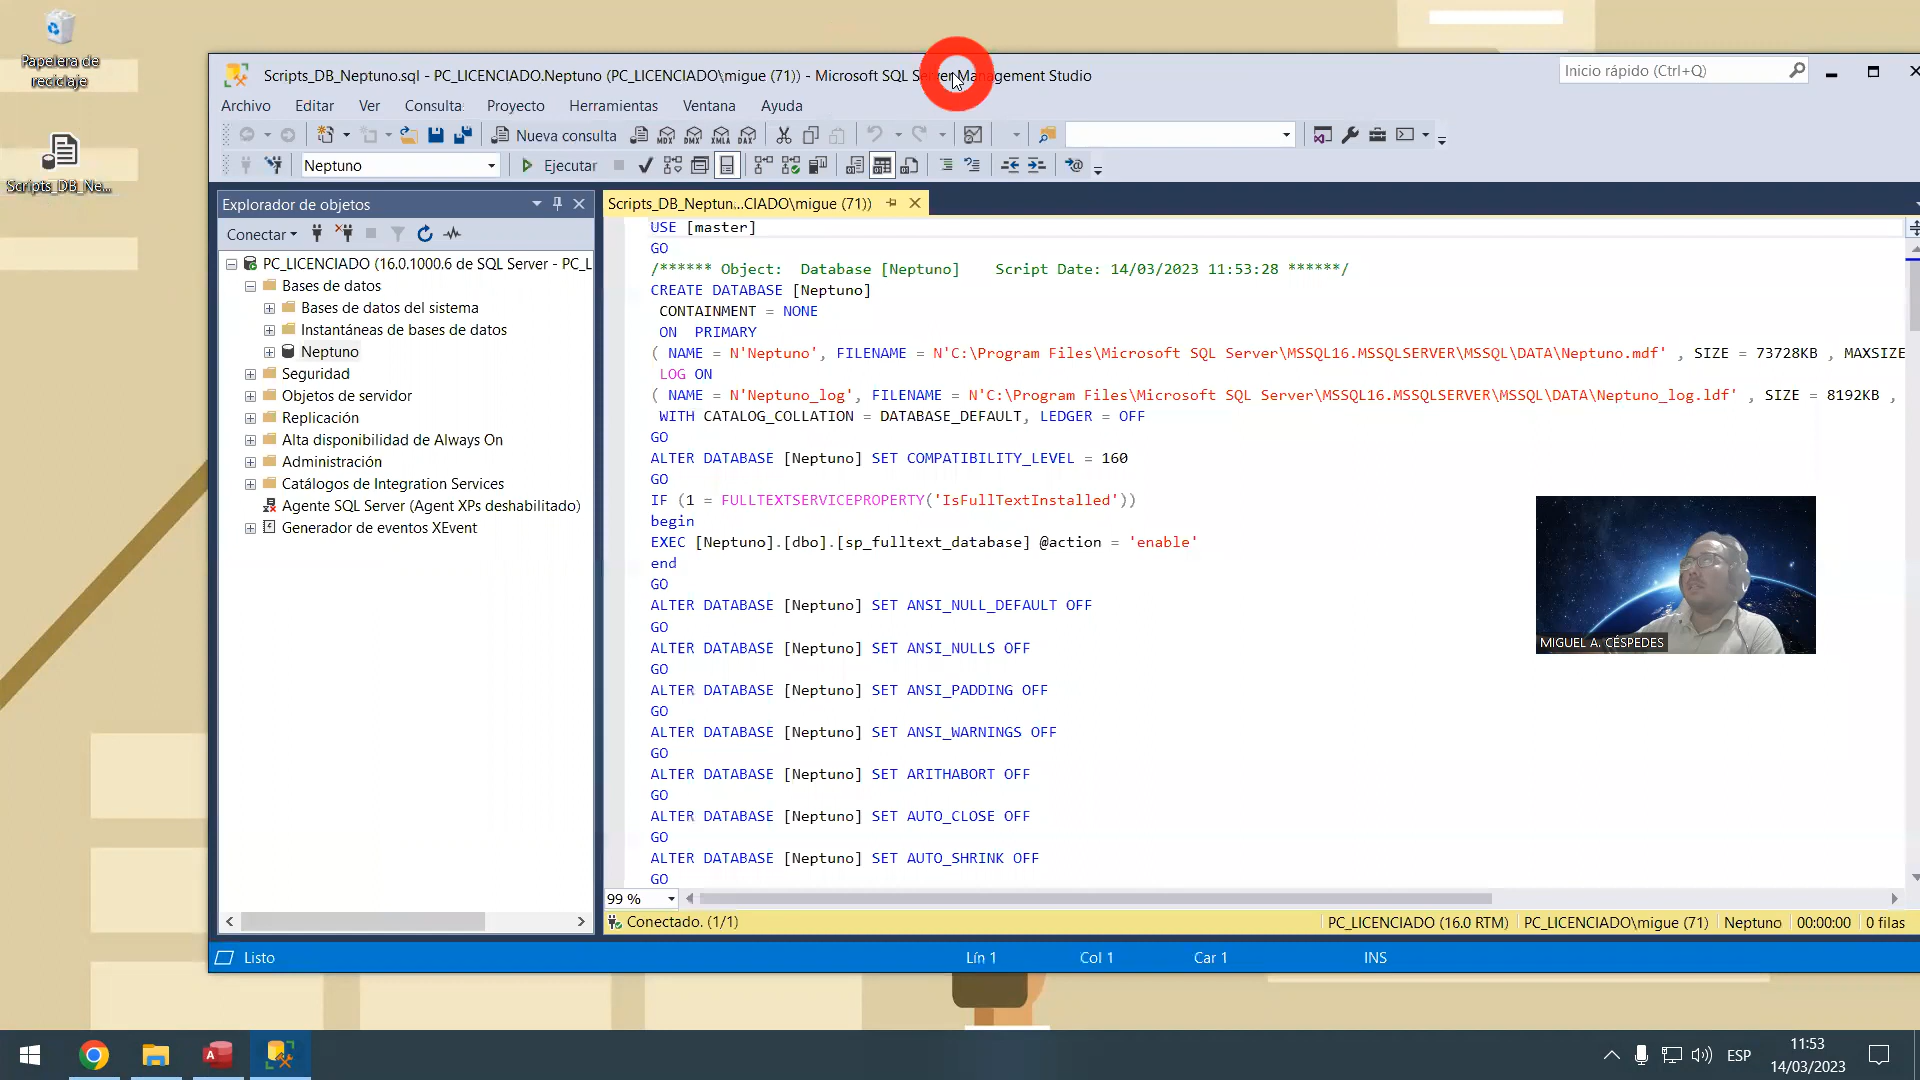 Papelera de
reciclaje
Scripts_DB_Ne...
Scripts_DB_Neptuno.sql - PC_LICENCIADO.Neptuno (PC_LICENCIADO\migue (71)) - Microsoft SQL Server Management Studio
Inicio rápido (Ctrl+Q)
Archivo Editar Ver Consulta Proyecto Herramientas Ventana Ayuda
Nueva consulta
MDX DMX XMLA DAX
Neptuno
Ejecutar
Explorador de objetos
Conectar
PC_LICENCIADO (16.0.1000.6 de SQL Server - PC_L
Bases de datos
Bases de datos del sistema
Instantáneas de bases de datos
Neptuno
Seguridad
Objetos de servidor
Replicación
Alta disponibilidad de Always On
Administración
Catálogos de Integration Services
Agente SQL Server (Agent XPs deshabilitado)
Generador de eventos XEvent
Scripts_DB_Neptun...CIADO\migue (71))
USE [master]
GO
/****** Object:  Database [Neptuno]    Script Date: 14/03/2023 11:53:28 ******/
CREATE DATABASE [Neptuno]
CONTAINMENT = NONE
ON  PRIMARY
( NAME = N'Neptuno', FILENAME = N'C:\Program Files\Microsoft SQL Server\MSSQL16.MSSQLSERVER\MSSQL\DATA\Neptuno.mdf' , SIZE = 73728KB , MAXSIZE
LOG ON
( NAME = N'Neptuno_log', FILENAME = N'C:\Program Files\Microsoft SQL Server\MSSQL16.MSSQLSERVER\MSSQL\DATA\Neptuno_log.ldf' , SIZE = 8192KB ,
WITH CATALOG_COLLATION = DATABASE_DEFAULT, LEDGER = OFF
GO
ALTER DATABASE [Neptuno] SET COMPATIBILITY_LEVEL = 160
GO
IF (1 = FULLTEXTSERVICEPROPERTY('IsFullTextInstalled'))
begin
EXEC [Neptuno].[dbo].[sp_fulltext_database] @action = 'enable'
end
GO
ALTER DATABASE [Neptuno] SET ANSI_NULL_DEFAULT OFF
GO
ALTER DATABASE [Neptuno] SET ANSI_NULLS OFF
GO
ALTER DATABASE [Neptuno] SET ANSI_PADDING OFF
GO
ALTER DATABASE [Neptuno] SET ANSI_WARNINGS OFF
GO
ALTER DATABASE [Neptuno] SET ARITHABORT OFF
GO
ALTER DATABASE [Neptuno] SET AUTO_CLOSE OFF
GO
ALTER DATABASE [Neptuno] SET AUTO_SHRINK OFF
GO
MIGUEL A. CÉSPEDES
99 %
Conectado. (1/1)
PC_LICENCIADO (16.0 RTM) PC_LICENCIADO\migue (71) Neptuno 00:00:00 0 filas
Listo
Lín 1 Col 1 Car 1 INS
ESP
11:53
14/03/2023